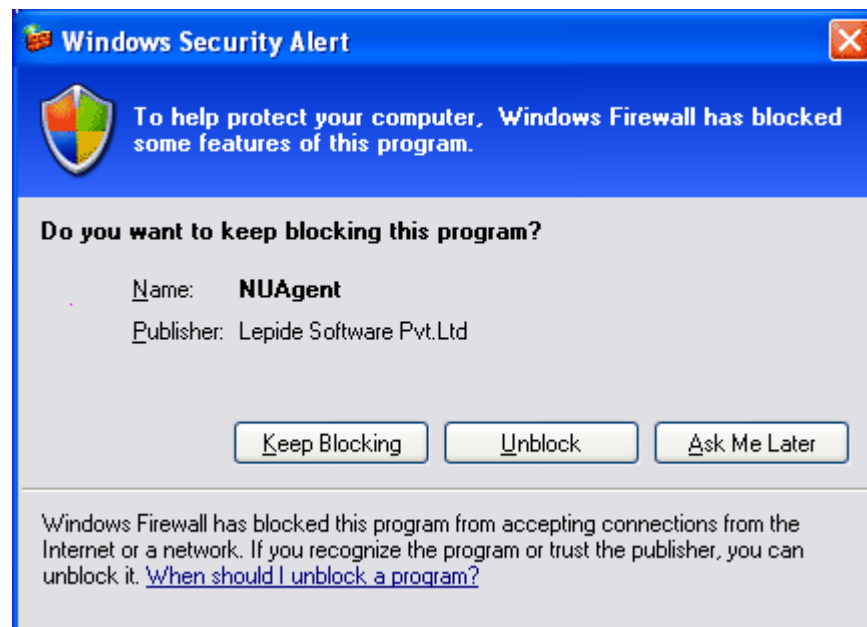 Windows Security Alert
To help protect your computer, Windows Firewall has blocked
some features of this program.
Do you want to keep blocking this program?
Name: NUAgent
Publisher: Lepide Software Pvt.Ltd
Keep Blocking Unblock Ask Me Later
Windows Firewall has blocked this program from accepting connections from the
Internet or a network. If you recognize the program or trust the publisher, you can
unblock it. When should I unblock a program?